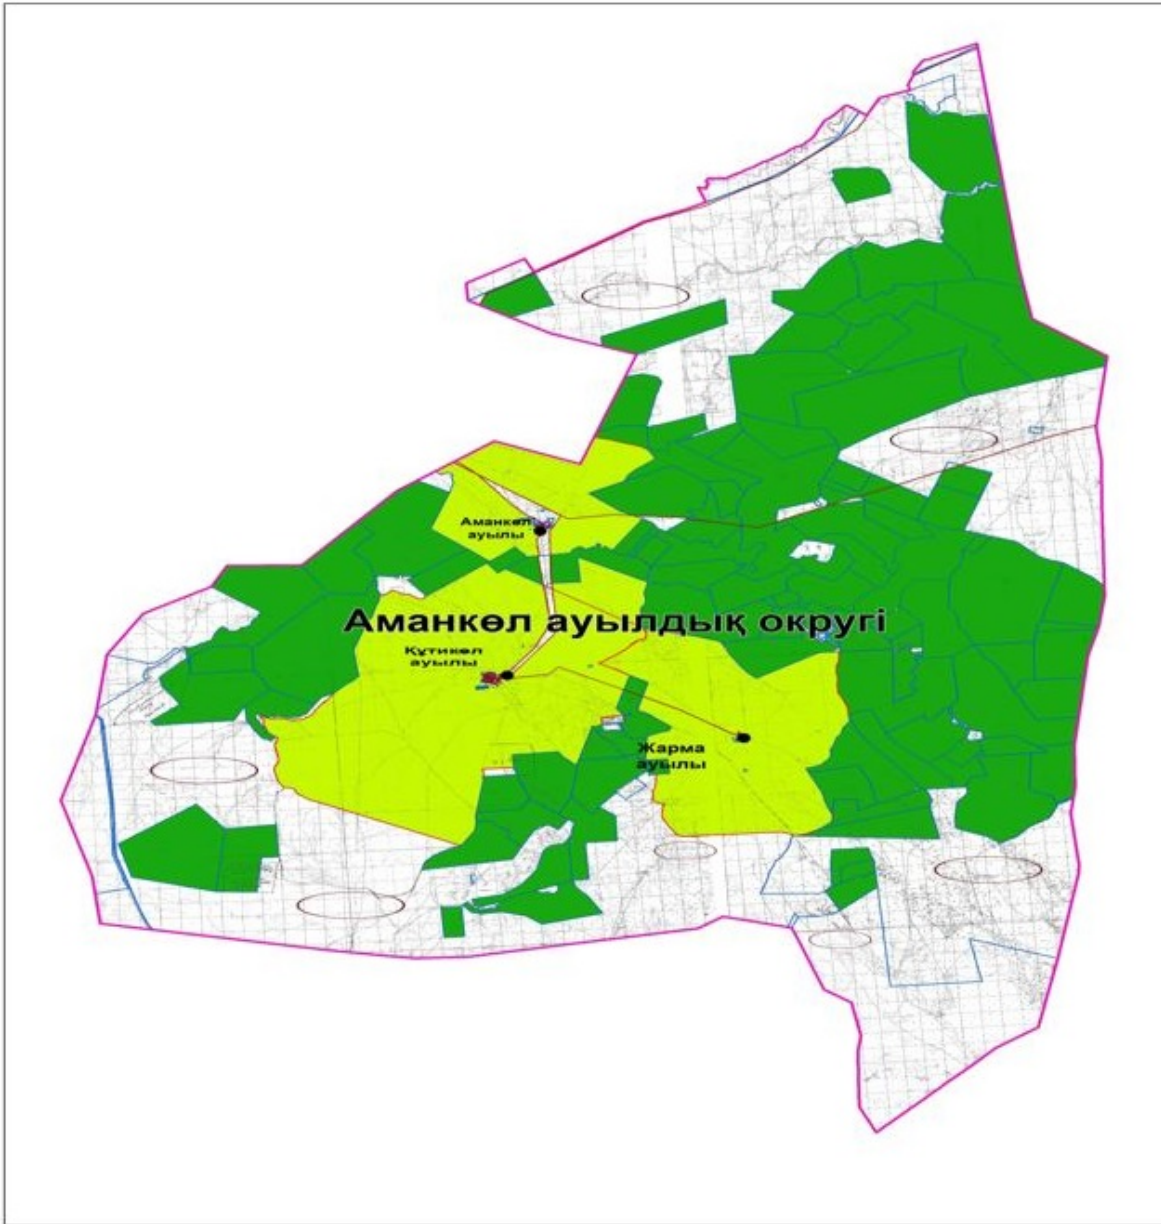 Аманкөл
ауылы
Аманкөл ауылдық округі
Құтикөл
ауылы
Жарма
ауылы